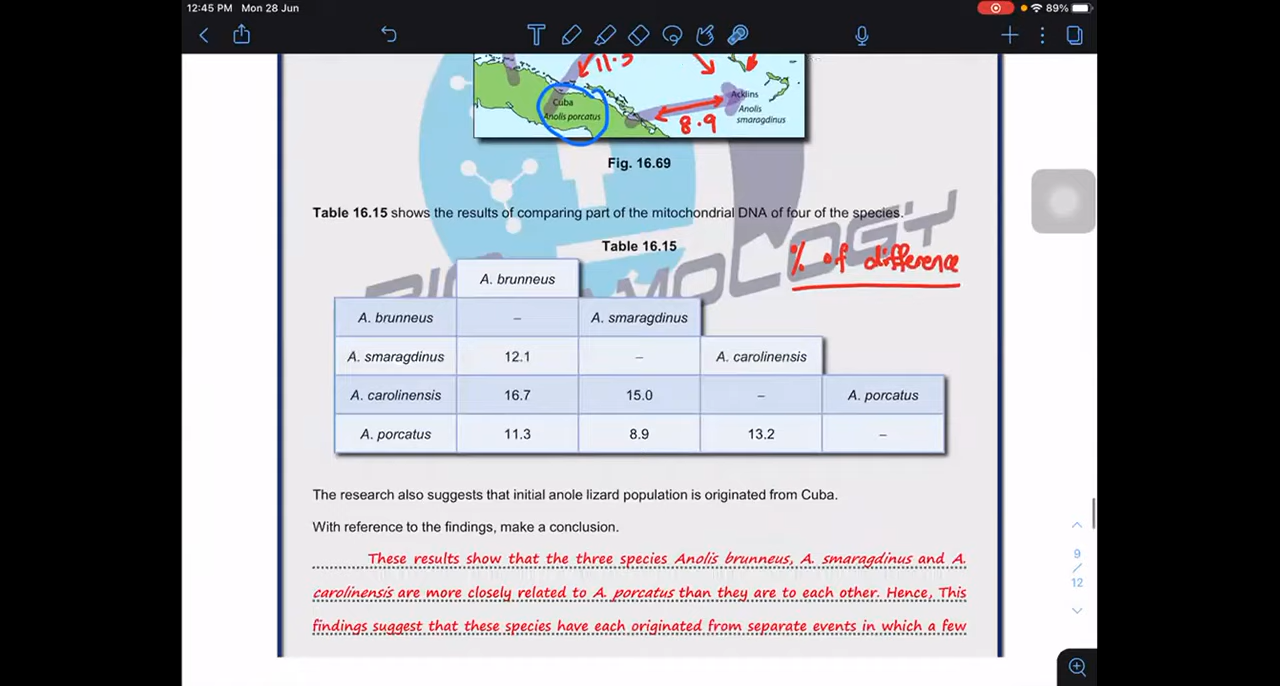 12:45 PM Mon 28 Jun
89%
11.3
Cuba
Anolis porcatus
Acklins
Anolis
smaragdinus
8.9
Fig. 16.69
Table 16.15 shows the results of comparing part of the mitochondrial DNA of four of the species.
Table 16.15
% of difference
A. brunneus
A. brunneus – A. smaragdinus
A. smaragdinus 12.1 – A. carolinensis
A. carolinensis 16.7 15.0 – A. porcatus
A. porcatus 11.3 8.9 13.2 –
The research also suggests that initial anole lizard population is originated from Cuba.
With reference to the findings, make a conclusion.
These results show that the three species Anolis brunneus, A. smaragdinus and A.
carolinensis are more closely related to A. porcatus than they are to each other. Hence, This
findings suggest that these species have each originated from separate events in which a few
9
/
12